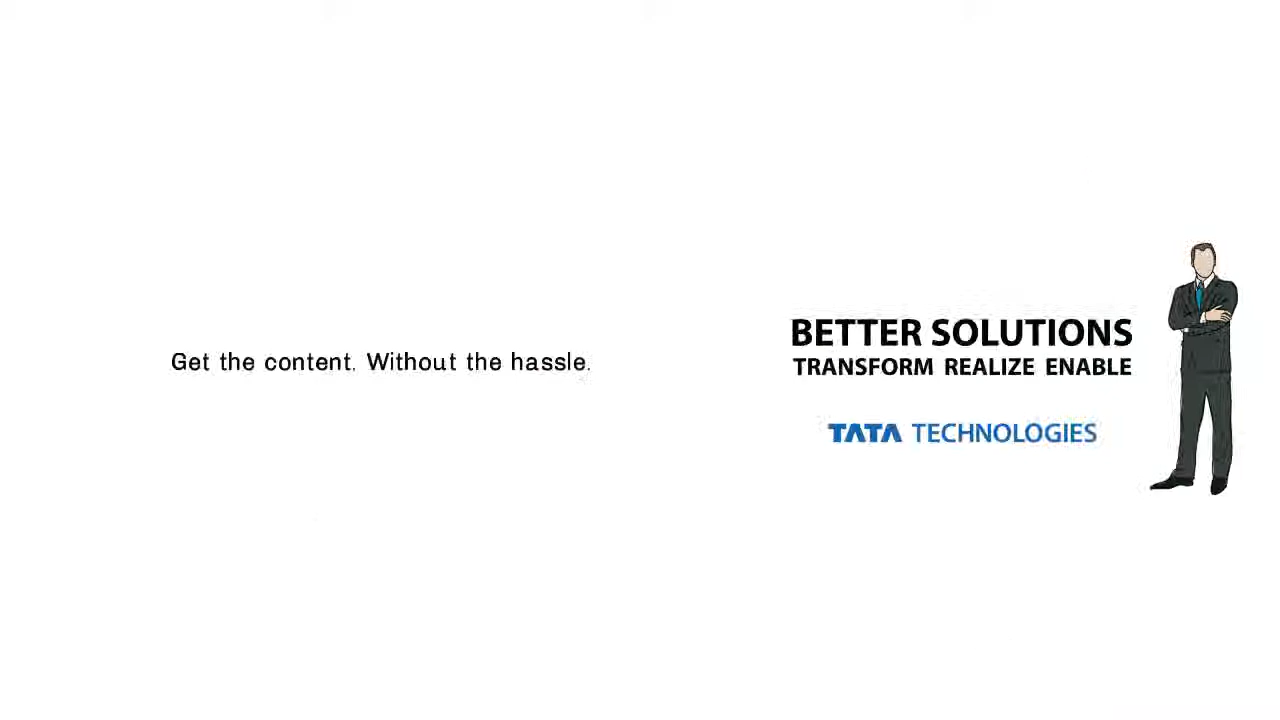 Get the content. Without the hassle.
BETTER SOLUTIONS
TRANSFORM REALIZE ENABLE
TATA TECHNOLOGIES